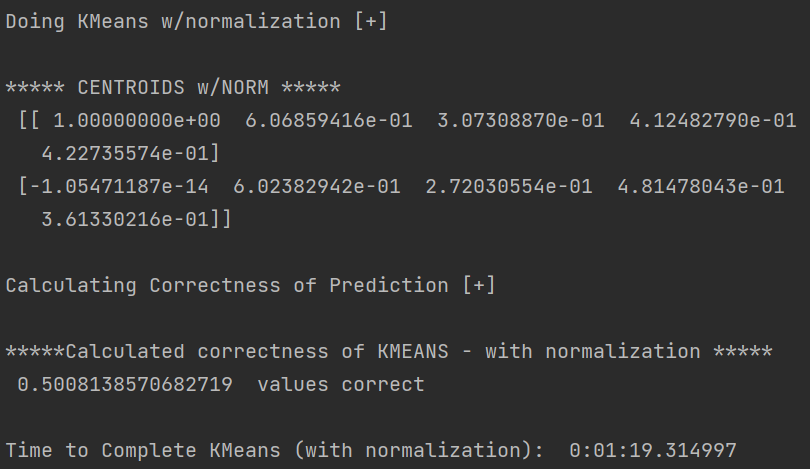 Doing KMeans w/normalization [+]
***** CENTROIDS w/NORM *****
[[ 1.00000000e+00 6.06859416e-01 3.07308870e-01 4.12482790e-01
4.22735574e-01]
[-1.05471187e-14 6.02382942e-01 2.72030554e-01 4.81478043e-01
3.61330216e-01]]
Calculating Correctness of Prediction [+]
*****Calculated correctness of KMEANS - with normalization *****
0.5008138570682719 values correct
Time to Complete KMeans (with normalization): 0:01:19.314997